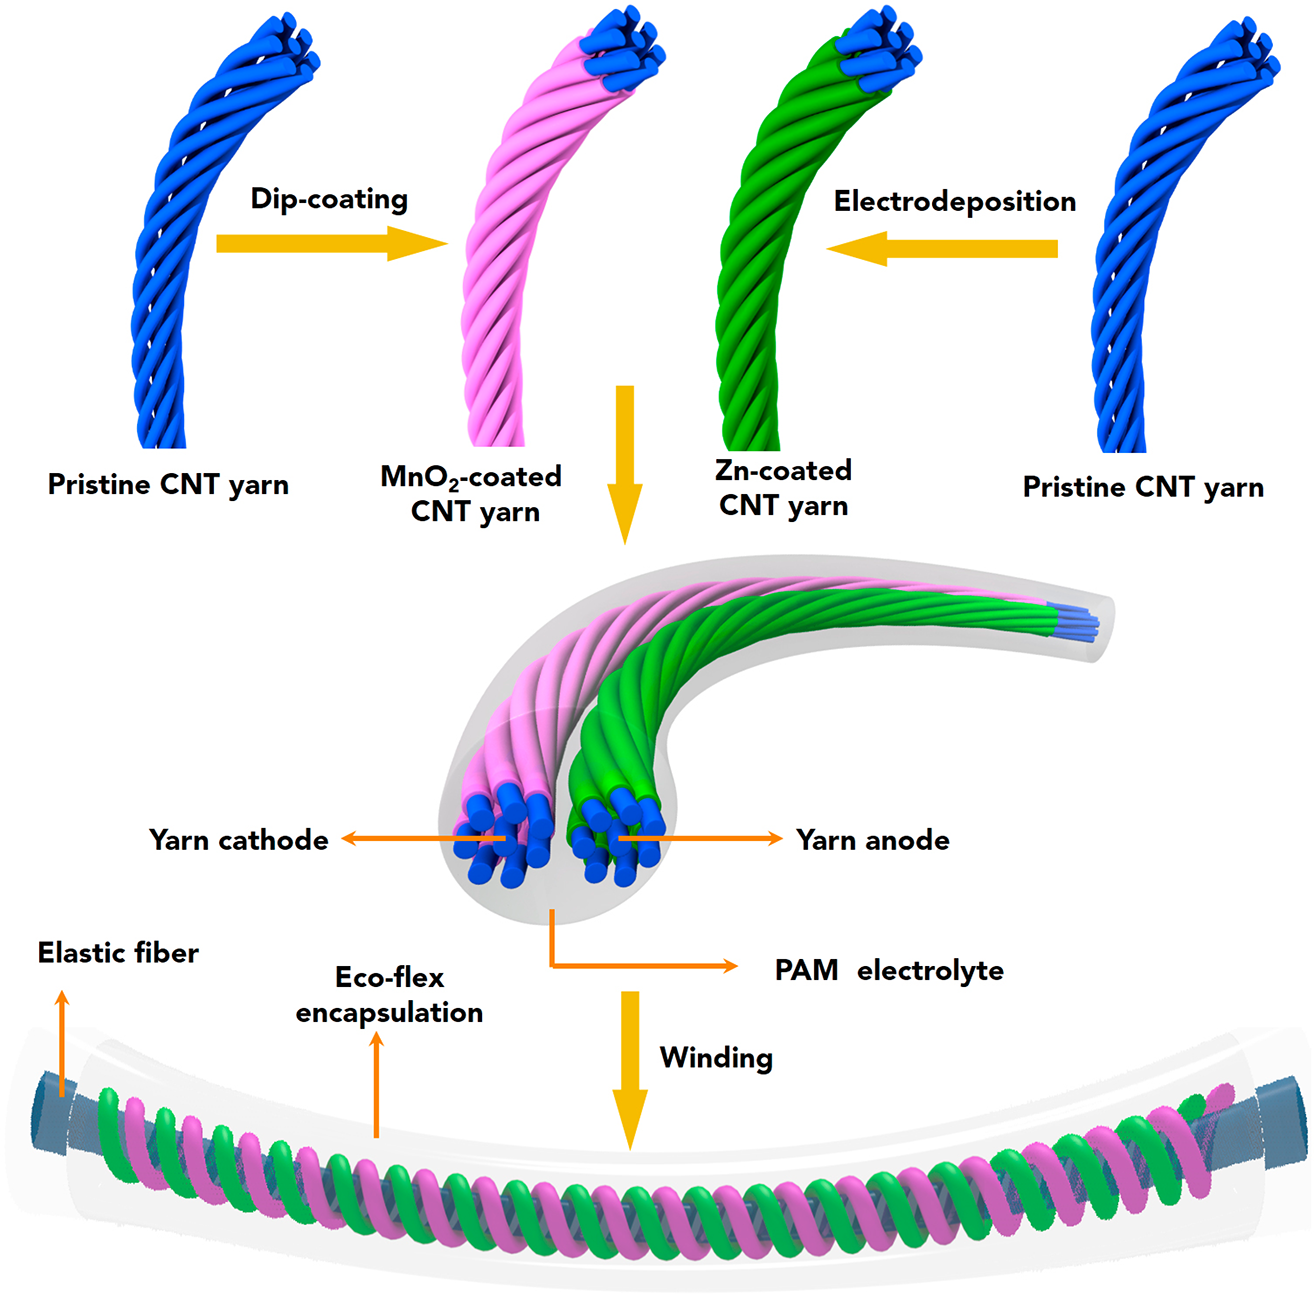 Dip-coating
Electrodeposition
Pristine CNT yarn
MnO₂-coated
CNT yarn
Zn-coated
CNT yarn
Pristine CNT yarn
Yarn cathode
Yarn anode
Elastic fiber
Eco-flex
encapsulation
PAM electrolyte
Winding